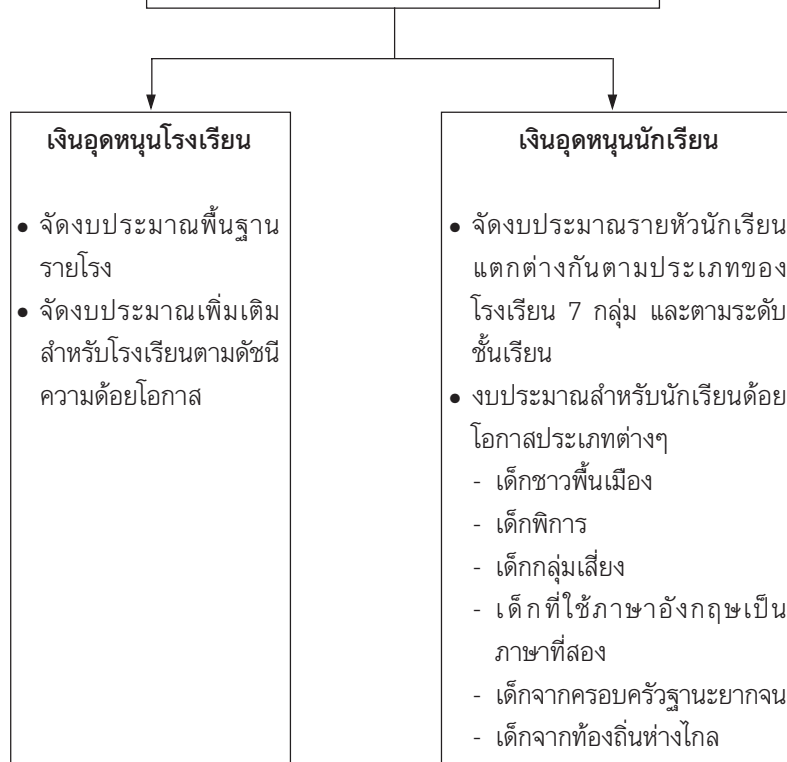 เงินอุดหนุนโรงเรียน
● จัดงบประมาณพื้นฐาน
รายโรง
● จัดงบประมาณเพิ่มเติม
สำหรับโรงเรียนตามดัชนี
ความด้อยโอกาส
เงินอุดหนุนนักเรียน
● จัดงบประมาณรายหัวนักเรียน
แตกต่างกันตามประเภทของ
โรงเรียน 7 กลุ่ม และตามระดับ
ชั้นเรียน
● งบประมาณสำหรับนักเรียนด้อย
โอกาสประเภทต่างๆ
- เด็กชาวพื้นเมือง
- เด็กพิการ
- เด็กกลุ่มเสี่ยง
- เด็กที่ใช้ภาษาอังกฤษเป็น
ภาษาที่สอง
- เด็กจากครอบครัวฐานะยากจน
- เด็กจากท้องถิ่นห่างไกล